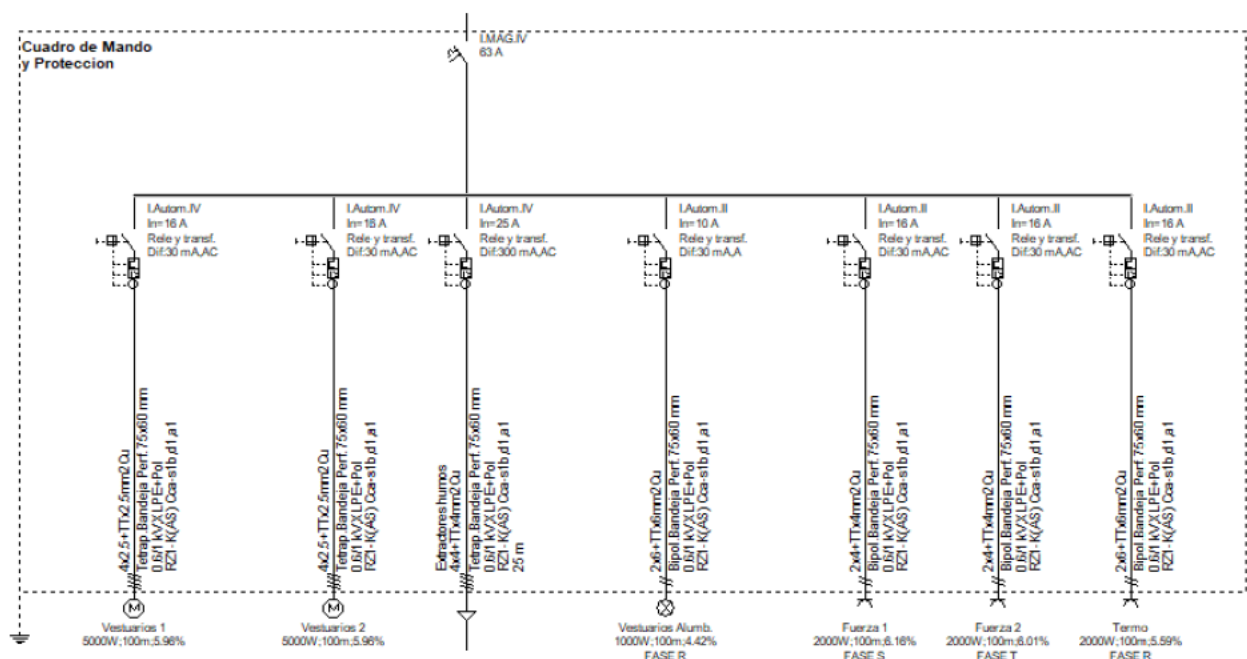 Cuadro de Mando
y Proteccion
I.MAG.IV
63 A
I.Autom.IV
In=16 A
Rele y transf.
Dif:30 mA,AC
I.Autom.IV
In=16 A
Rele y transf.
Dif:30 mA,AC
I.Autom.IV
In=25 A
Rele y transf.
Dif:300 mA,AC
I.Autom.II
In=10 A
Rele y transf.
Dif:30 mA,A
I.Autom.II
In=16 A
Rele y transf.
Dif:30 mA,AC
I.Autom.II
In=16 A
Rele y transf.
Dif:30 mA,AC
I.Autom.II
In=16 A
Rele y transf.
Dif:30 mA,AC
4x2.5+TTx2.5mm2Cu
Tetrap.Bandeja Perf.75x60 mm
0.6/1 kV,XLPE+Pol
RZ1-K(AS) Cca-s1b,d1,a1
4x2.5+TTx2.5mm2Cu
Tetrap.Bandeja Perf.75x60 mm
0.6/1 kV,XLPE+Pol
RZ1-K(AS) Cca-s1b,d1,a1
Extractores humos
4x4+TTx4mm2Cu
Tetrap.Bandeja Perf.75x60 mm
0.6/1 kV,XLPE+Pol
RZ1-K(AS) Cca-s1b,d1,a1
25 m
2x6+TTx6mm2Cu
Bipol.Bandeja Perf.75x60 mm
0.6/1 kV,XLPE+Pol
RZ1-K(AS) Cca-s1b,d1,a1
2x4+TTx4mm2Cu
Bipol.Bandeja Perf.75x60 mm
0.6/1 kV,XLPE+Pol
RZ1-K(AS) Cca-s1b,d1,a1
2x4+TTx4mm2Cu
Bipol.Bandeja Perf.75x60 mm
0.6/1 kV,XLPE+Pol
RZ1-K(AS) Cca-s1b,d1,a1
2x6+TTx6mm2Cu
Bipol.Bandeja Perf.75x60 mm
0.6/1 kV,XLPE+Pol
RZ1-K(AS) Cca-s1b,d1,a1
M
M
Vestuarios 1
5000W;100m;5.96%
Vestuarios 2
5000W;100m;5.96%
Vestuarios Alumb.
1000W;100m;4.42%
FASE R
Fuerza 1
2000W;100m;6.16%
FASE S
Fuerza 2
2000W;100m;6.01%
FASE T
Termo
2000W;100m;5.59%
FASE R